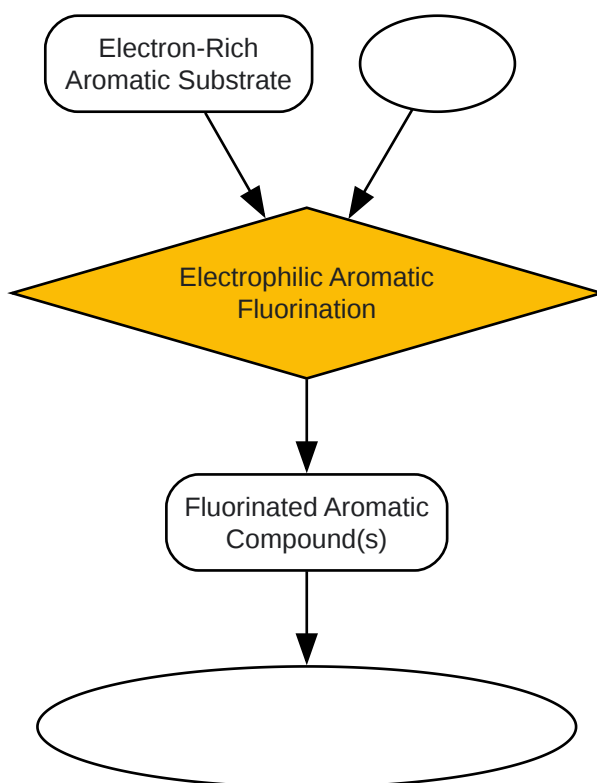 Electron-Rich
Aromatic Substrate
Electrophilic Aromatic
Fluorination
Fluorinated Aromatic
Compound(s)